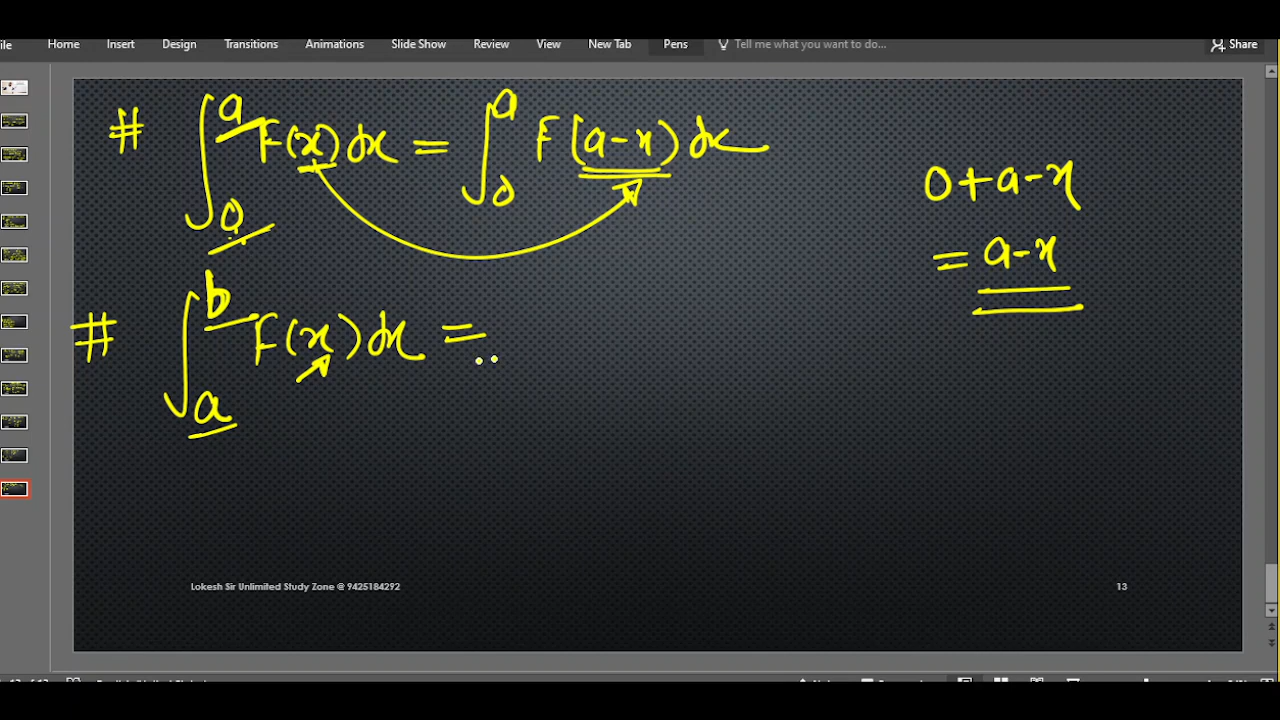 File Home Insert Design Transitions Animations Slide Show Review View New Tab Pens Tell me what you want to do... Share
# ∫₀ᵃ F(x)dx = ∫₀ᵃ F(a-x)dx
0+a-x
= a-x
# ∫ₐᵇ F(x)dx =
Lokesh Sir Unlimited Study Zone @ 9425184292
13